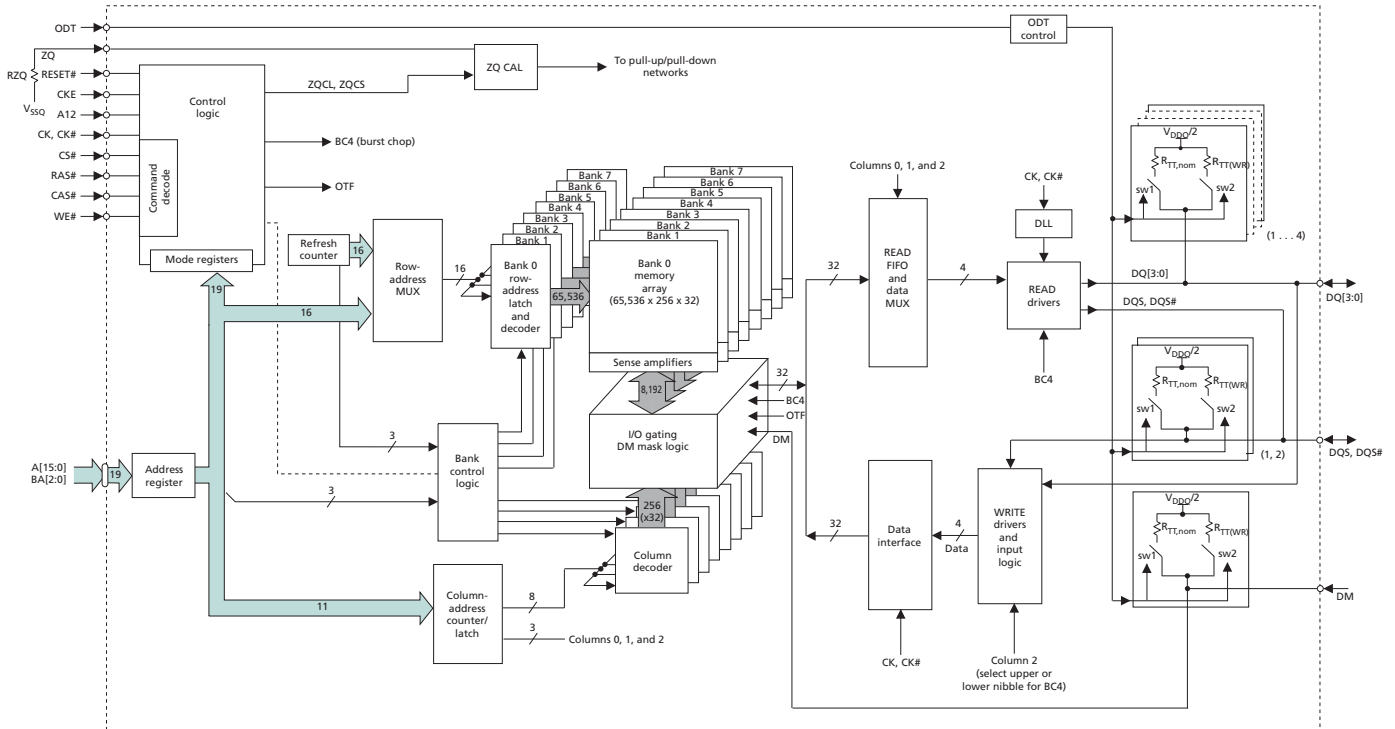 ODT
ODT
control
ZQ
RZQ
RESET#
ZQ CAL
To pull-up/pull-down
networks
ZQCL, ZQCS
CKE
Control
logic
VSSQ
A12
CK, CK#
BC4 (burst chop)
CS#
RAS#
CAS#
WE#
Command
decode
OTF
Mode registers
Refresh
counter
16
Row-
address
MUX
16
19
16
Bank 7
Bank 6
Bank 5
Bank 4
Bank 3
Bank 2
Bank 1
Bank 0
row-
address
latch
and
decoder
65,536
Bank 7
Bank 6
Bank 5
Bank 4
Bank 3
Bank 2
Bank 1
Bank 0
memory
array
(65,536 x 256 x 32)
Sense amplifiers
8,192
32
BC4
OTF
DM
I/O gating
DM mask logic
256
(x32)
Column
decoder
3
3
Bank
control
logic
A[15:0]
BA[2:0]
19
Address
register
11
Column-
address
counter/
latch
8
3
Columns 0, 1, and 2
Columns 0, 1, and 2
32
READ
FIFO
and
data
MUX
4
CK, CK#
DLL
READ
drivers
BC4
DQ[3:0]
DQS, DQS#
VDDQ/2
RTT,nom
RTT(WR)
sw1
sw2
(1 . . . 4)
DQ[3:0]
VDDQ/2
RTT,nom
RTT(WR)
sw1
sw2
(1, 2)
DQS, DQS#
32
Data
interface
4
Data
WRITE
drivers
and
input
logic
CK, CK#
Column 2
(select upper or
lower nibble for BC4)
VDDQ/2
RTT,nom
RTT(WR)
sw1
sw2
DM